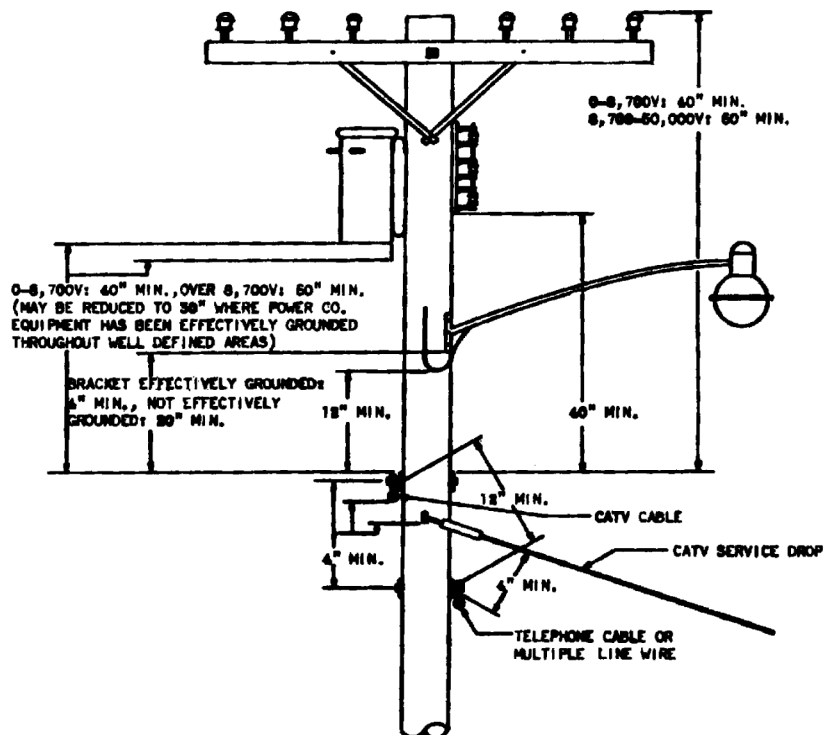 0-8,700V: 40" MIN.
8,700-50,000V: 60" MIN.
0-8,700V: 40" MIN., OVER 8,700V: 60" MIN.
(MAY BE REDUCED TO 30" WHERE POWER CO.
EQUIPMENT HAS BEEN EFFECTIVELY GROUNDED
THROUGHOUT WELL DEFINED AREAS)
BRACKET EFFECTIVELY GROUNDED:
4" MIN., NOT EFFECTIVELY
GROUNDED: 20" MIN.
12" MIN.
40" MIN.
12" MIN.
CATV CABLE
4" MIN.
CATV SERVICE DROP
4" MIN.
TELEPHONE CABLE OR
MULTIPLE LINE WIRE